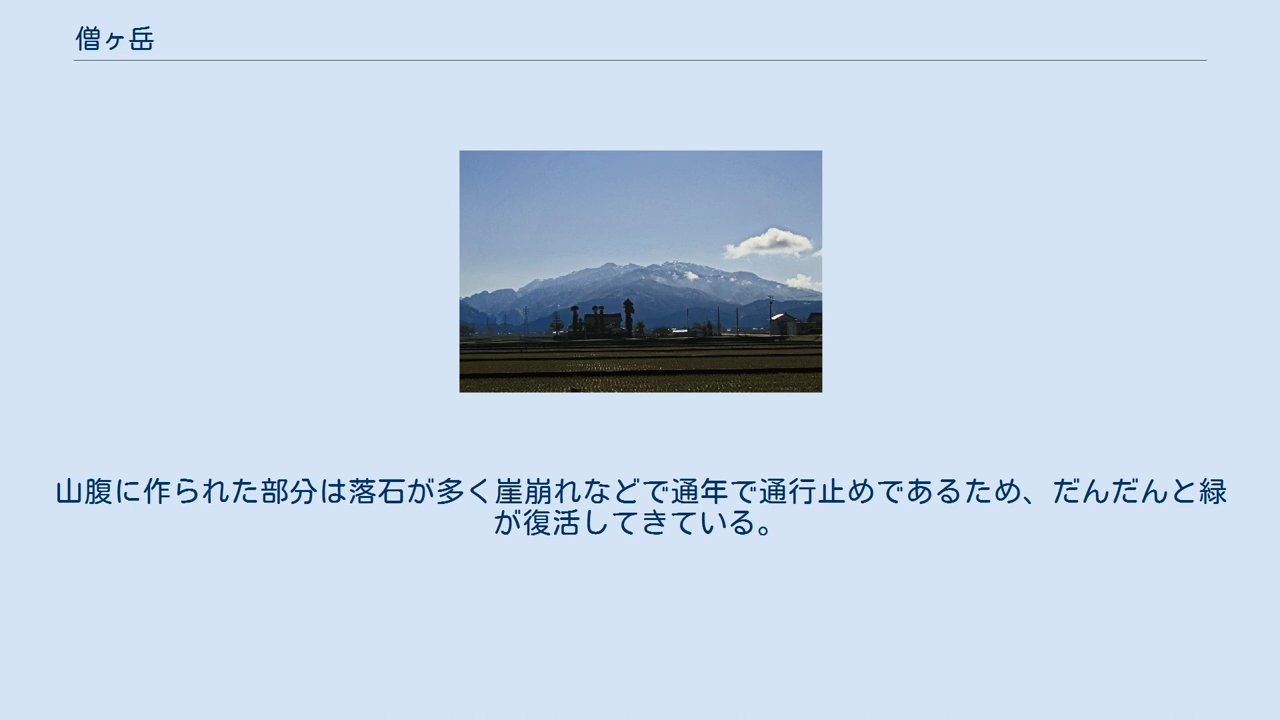 僧ヶ岳
山腹に作られた部分は落石が多く崖崩れなどで通年で通行止めであるため、だんだんと緑
が復活してきている。